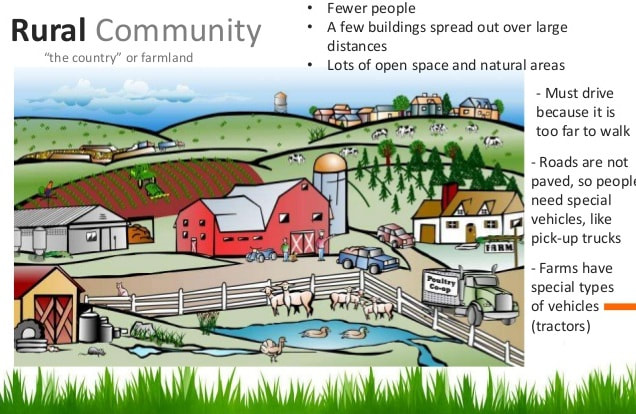 Rural Community
"the country" or farmland
• Fewer people
• A few buildings spread out over large
distances
• Lots of open space and natural areas
- Must drive
because it is
too far to walk
- Roads are not
paved, so people
need special
vehicles, like
pick-up trucks
- Farms have
special types
of vehicles
(tractors)
FARM
Poultry
Co-op